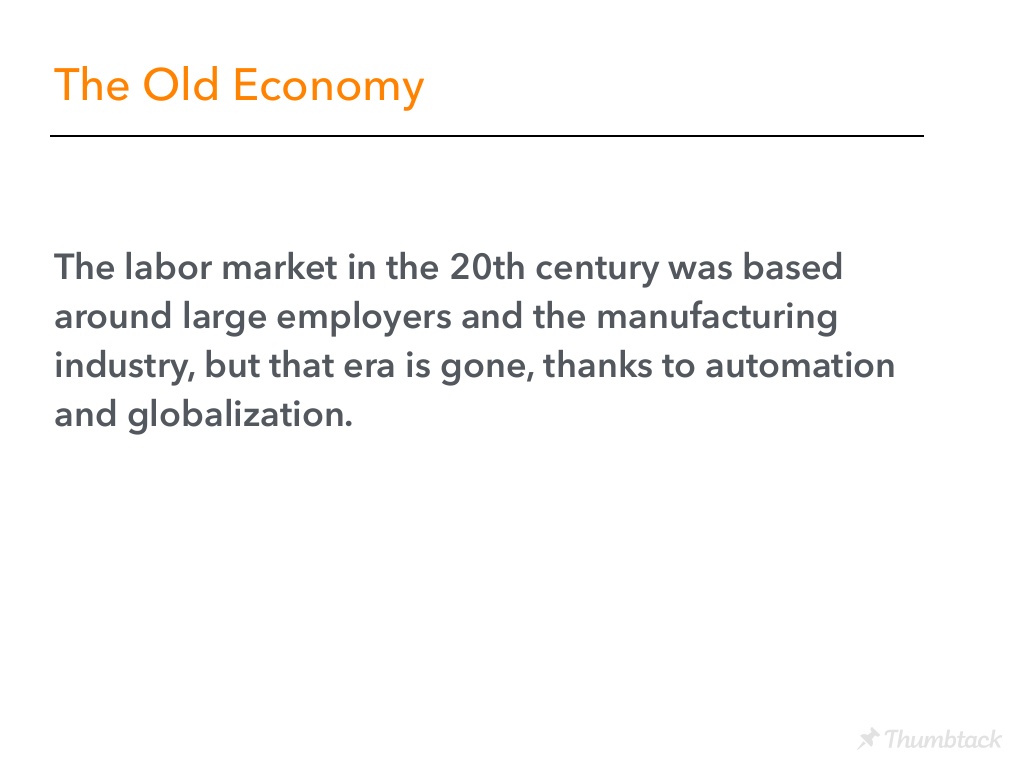 The Old Economy
The labor market in the 20th century was based
around large employers and the manufacturing
industry, but that era is gone, thanks to automation
and globalization.
Thumbtack